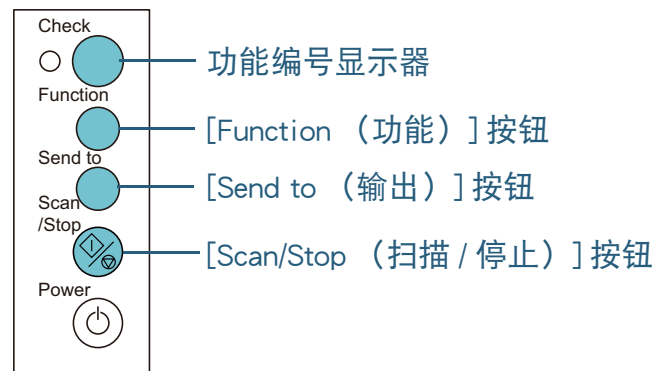 Check
功能编号显示器
Function
[Function （功能）] 按钮
Send to
[Send to （输出）] 按钮
Scan
/Stop
[Scan/Stop （扫描 / 停止）] 按钮
Power